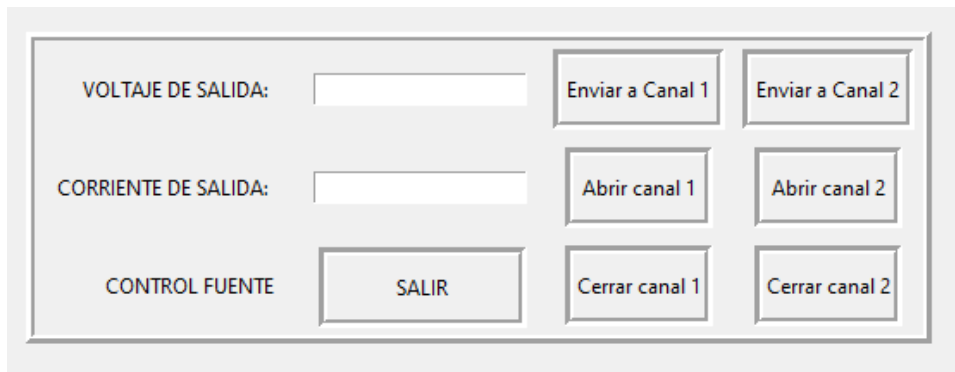 VOLTAJE DE SALIDA: Enviar a Canal 1 Enviar a Canal 2
CORRIENTE DE SALIDA: Abrir canal 1 Abrir canal 2
CONTROL FUENTE SALIR Cerrar canal 1 Cerrar canal 2